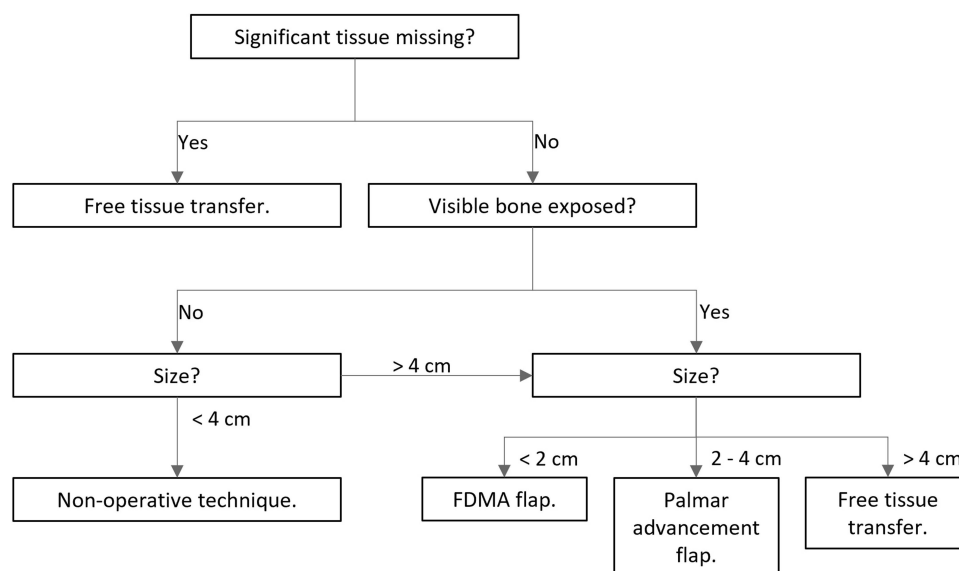 Significant tissue missing?
Yes
No
Free tissue transfer.
Visible bone exposed?
No
Yes
Size?
> 4 cm
Size?
< 4 cm
< 2 cm
2 - 4 cm
> 4 cm
Non-operative technique.
FDMA flap.
Palmar
advancement
flap.
Free tissue
transfer.